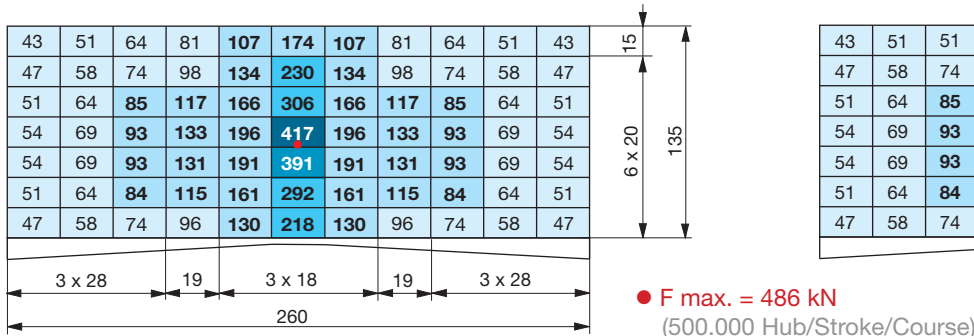 43 51 64 81 107 174 107 81 64 51 43
47 58 74 98 134 230 134 98 74 58 47
51 64 85 117 166 306 166 117 85 64 51
54 69 93 133 196 417 196 133 93 69 54
54 69 93 131 191 391 191 131 93 69 54
51 64 84 115 161 292 161 115 84 64 51
47 58 74 96 130 218 130 96 74 58 47
15
6 x 20
135
3 x 28 19 3 x 18 19 3 x 28
260
F max. = 486 kN
(500.000 Hub/Stroke/Course)
43 51 51
47 58 74
51 64 85
54 69 93
54 69 93
51 64 84
47 58 74